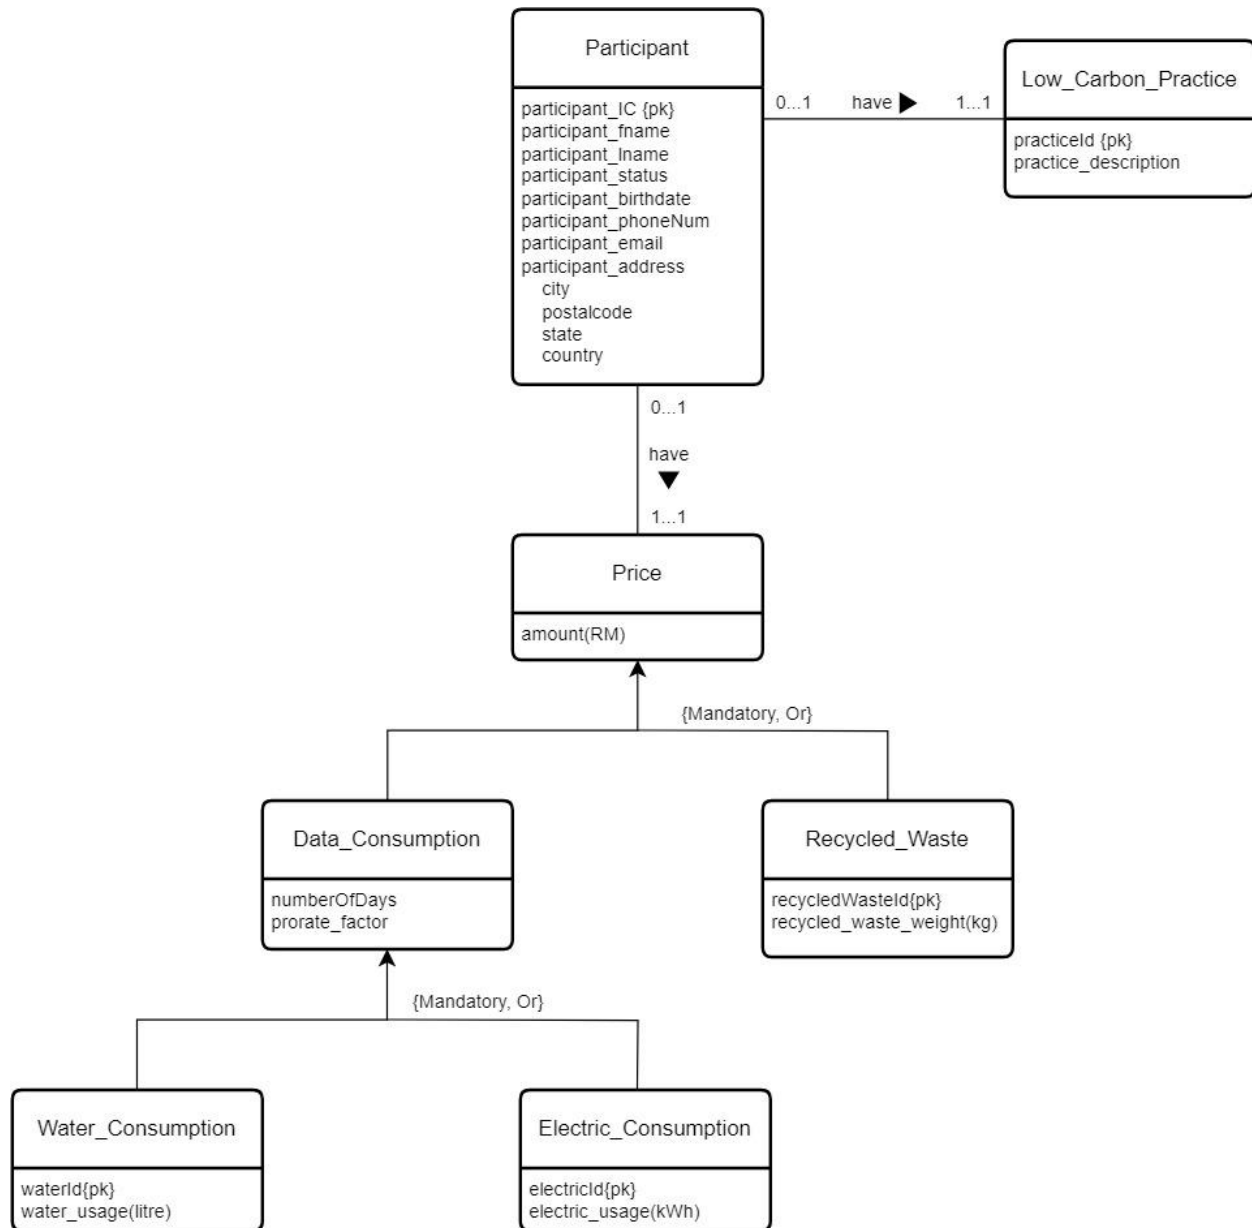 Participant
participant_IC {pk}
participant_fname
participant_lname
participant_status
participant_birthdate
participant_phoneNum
participant_email
participant_address
city
postalcode
state
country
0...1 have 1...1
Low_Carbon_Practice
practiceId {pk}
practice_description
0...1
have
1...1
Price
amount(RM)
{Mandatory, Or}
Data_Consumption
numberOfDays
prorate_factor
Recycled_Waste
recycledWasteId{pk}
recycled_waste_weight(kg)
{Mandatory, Or}
Water_Consumption
waterId{pk}
water_usage(litre)
Electric_Consumption
electricId{pk}
electric_usage(kWh)